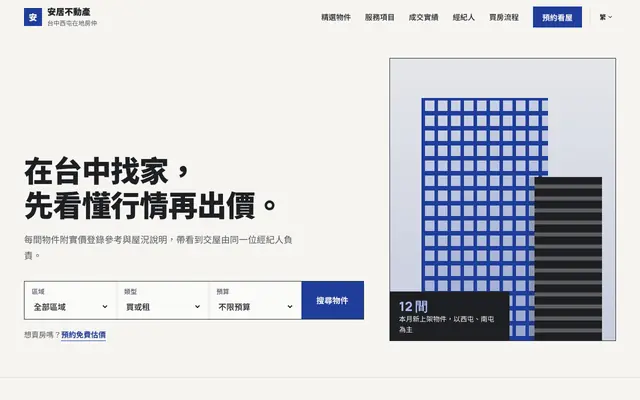 安
安居不動產
台中西屯在地房仲
精選物件
服務項目
成交實績
經紀人
買房流程
預約看屋
繁
在台中找家，
先看懂行情再出價。
每間物件附實價登錄參考與屋況說明，帶看到交屋由同一位經紀人負
責。
區域
全部區域
類型
買或租
預算
不限預算
搜尋物件
想賣房嗎？預約免費估價
12 間
本月新上架物件，以西屯、南屯
為主